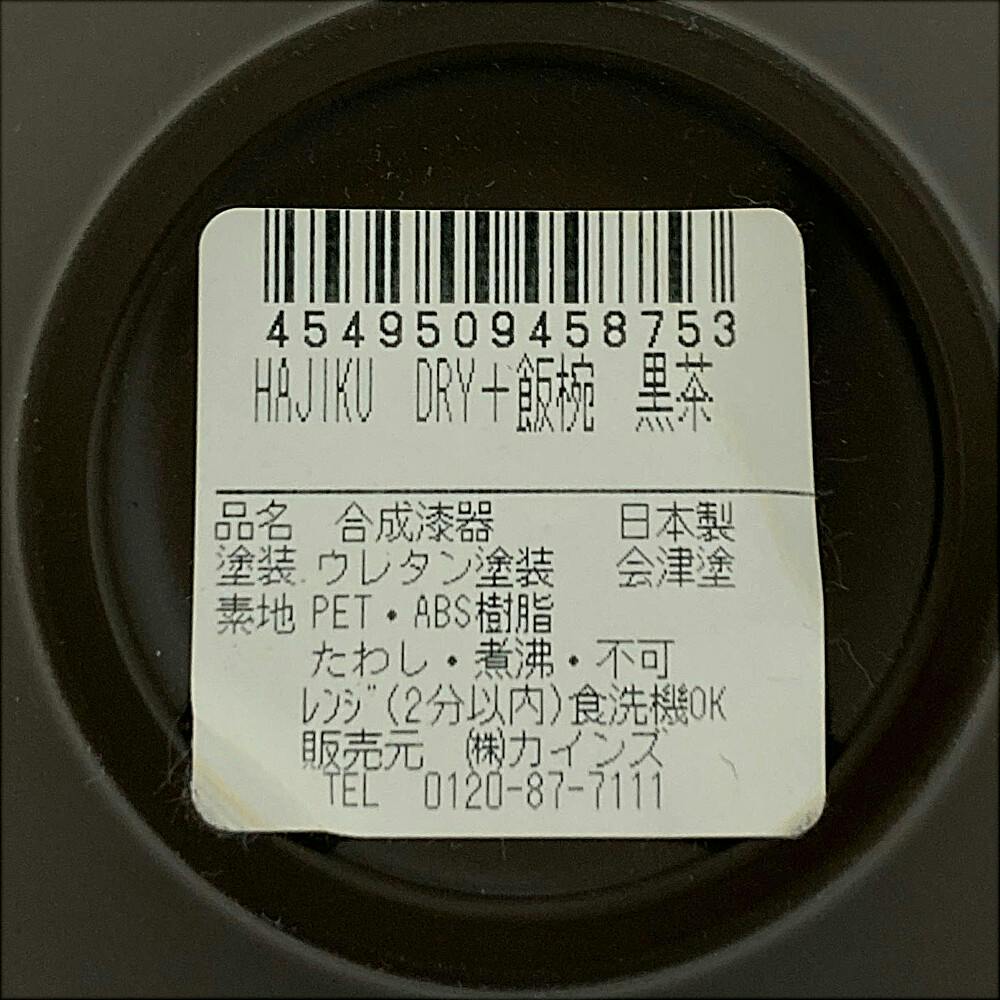 4549509458753
HAJIKU DRY+飯椀 黒茶
品名 合成漆器 日本製
塗装 ウレタン塗装 会津塗
素地 PET・ABS樹脂
たわし・煮沸・不可
ﾚﾝｼﾞ(2分以内)食洗機OK
販売元 ㈱カインズ
TEL 0120-87-7111